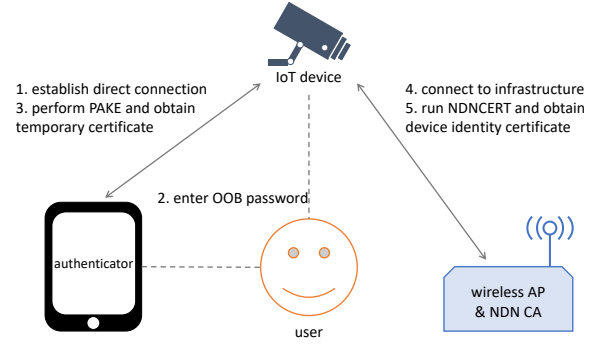 IoT device
1. establish direct connection
3. perform PAKE and obtain
temporary certificate
4. connect to infrastructure
5. run NDNCERT and obtain
device identity certificate
2. enter OOB password
authenticator
user
wireless AP
& NDN CA